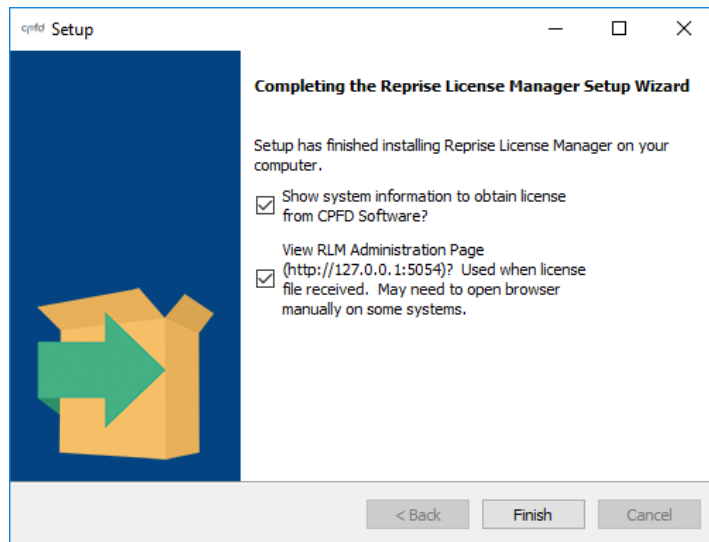 cpfd Setup
Completing the Reprise License Manager Setup Wizard
Setup has finished installing Reprise License Manager on your
computer.
Show system information to obtain license
from CPFD Software?
View RLM Administration Page
(http://127.0.0.1:5054)? Used when license
file received. May need to open browser
manually on some systems.
< Back Finish Cancel